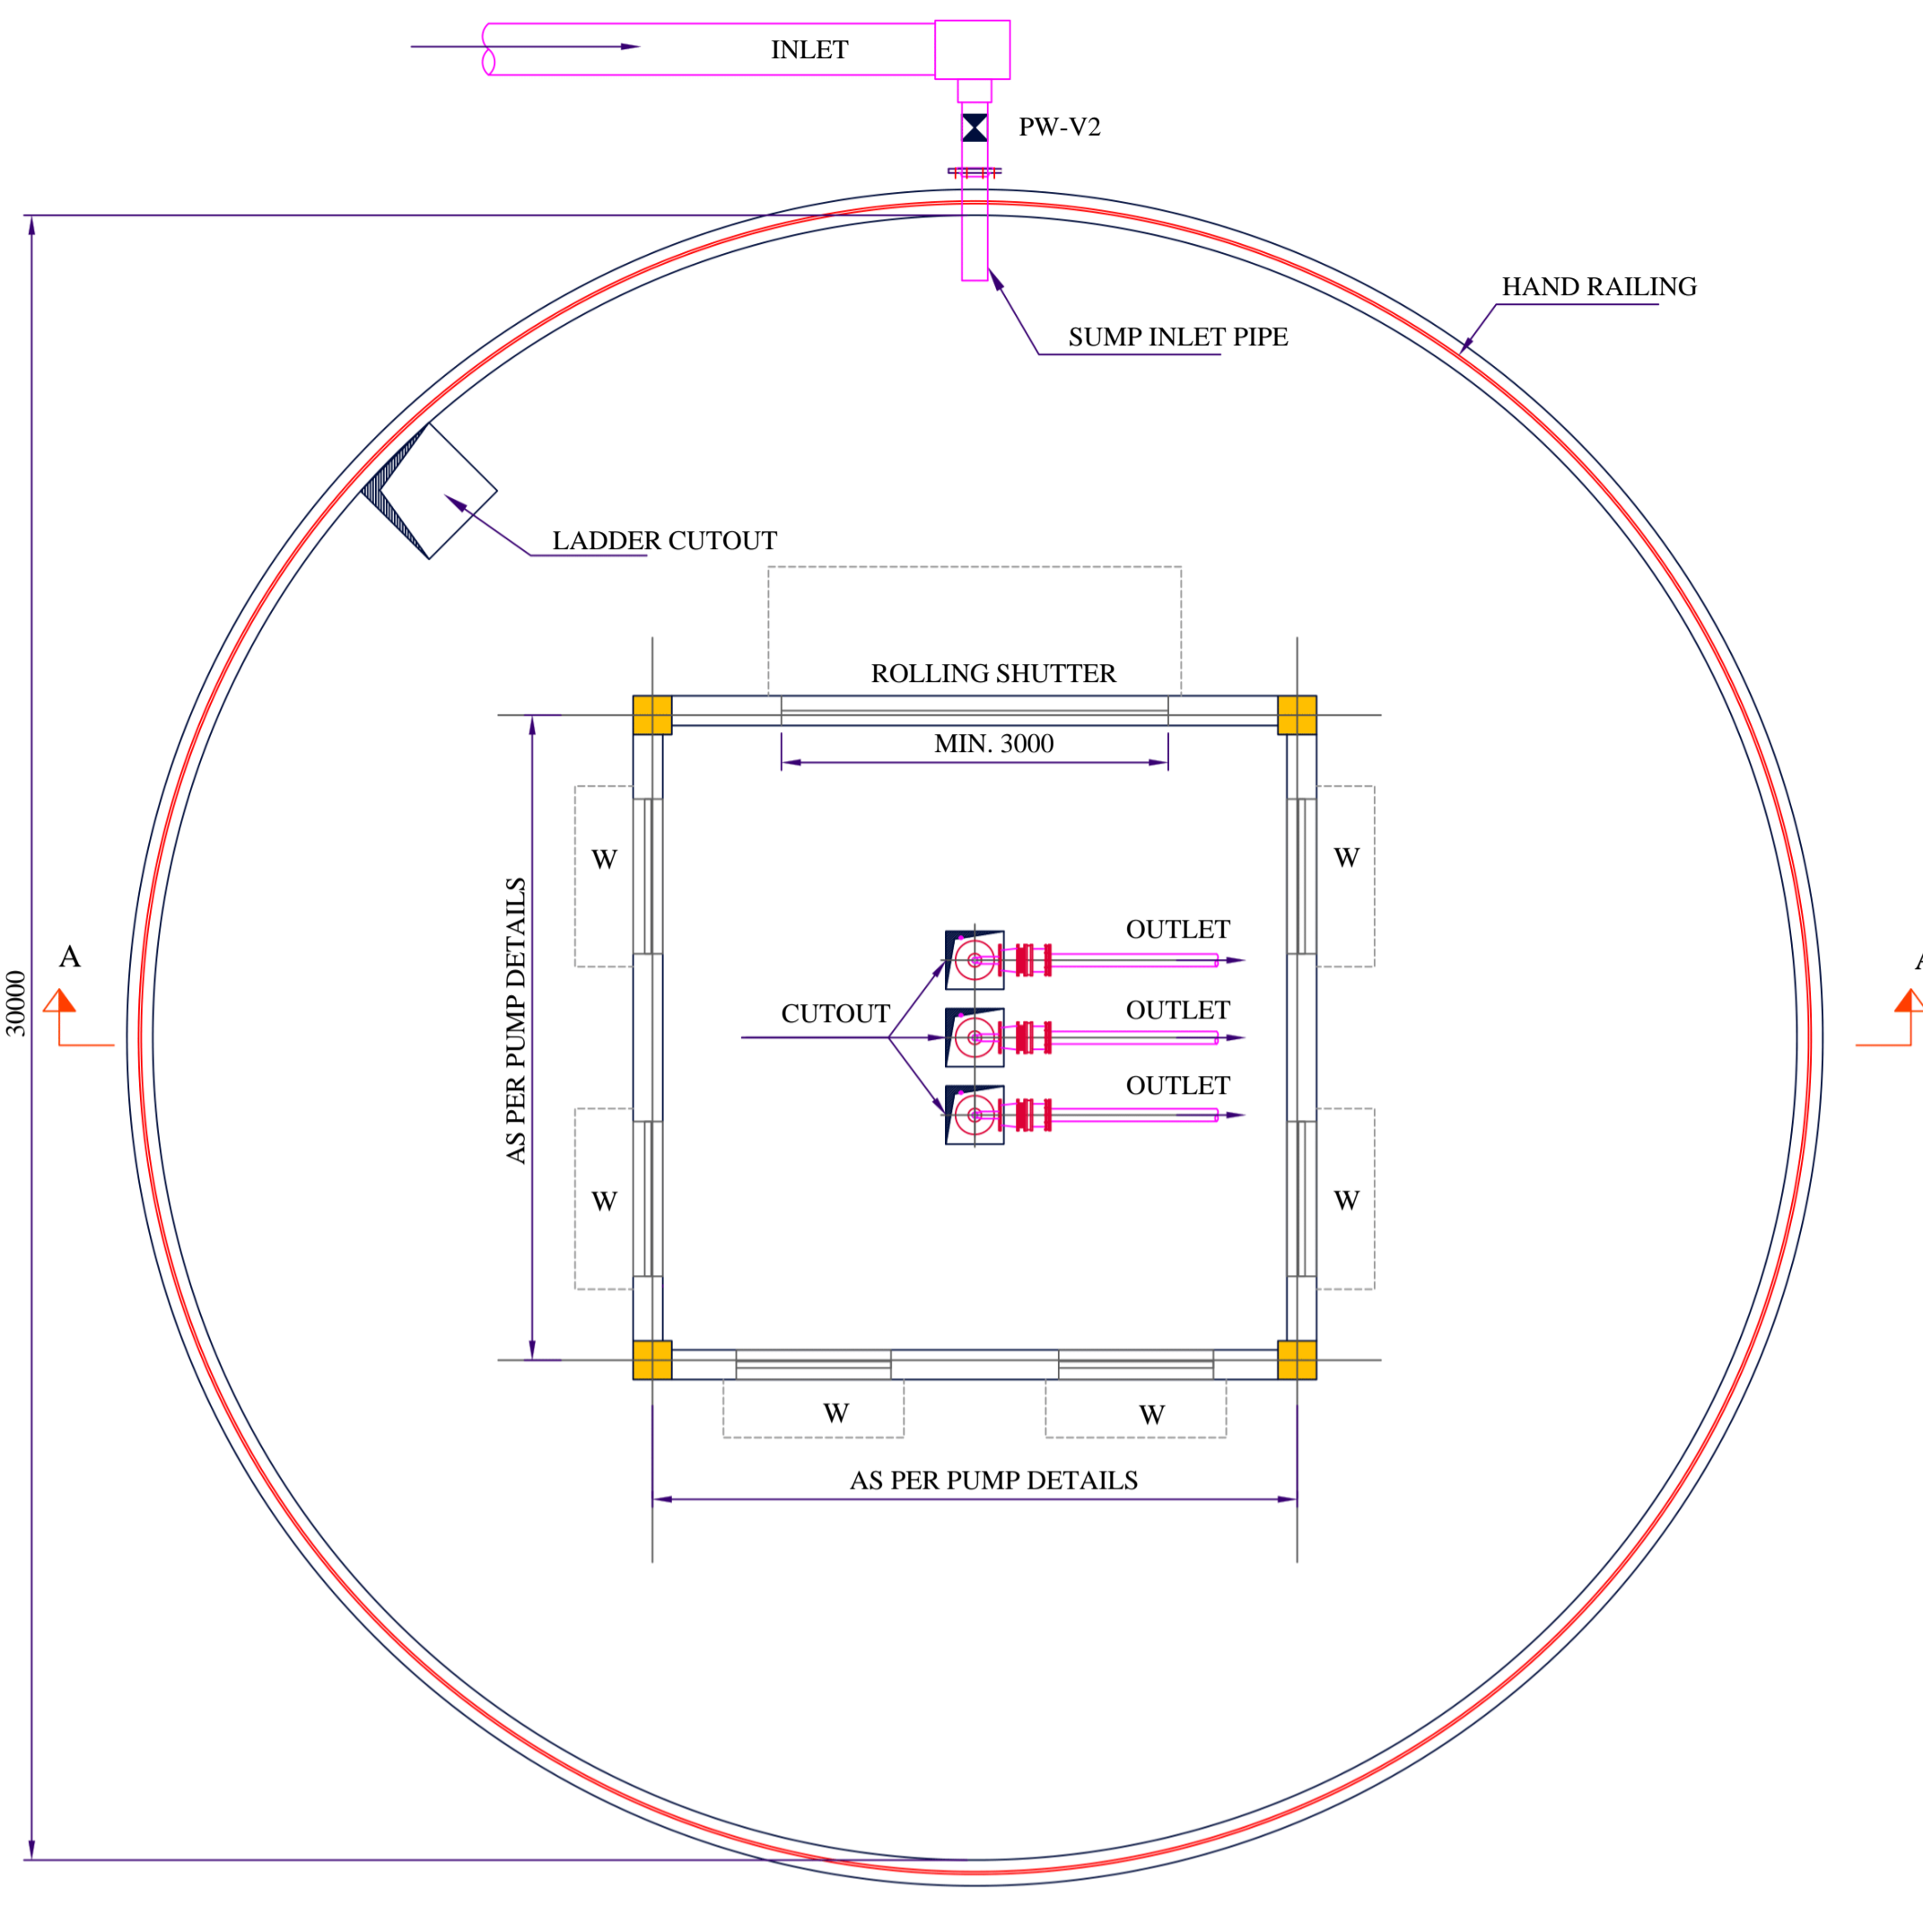 INLET
PW-V2
HAND RAILING
SUMP INLET PIPE
LADDER CUTOUT
ROLLING SHUTTER
MIN. 3000
W
W
AS PER PUMP DETAILS
OUTLET
A
A
30000
CUTOUT
OUTLET
OUTLET
W
W
W
W
AS PER PUMP DETAILS